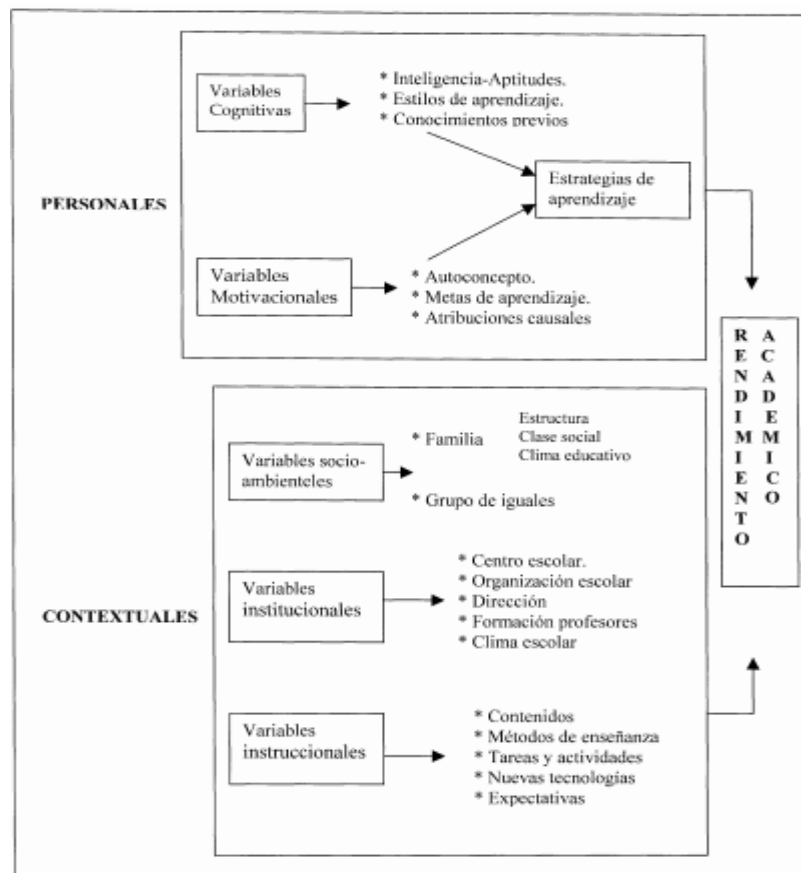 PERSONALES
Variables
Cognitivas
* Inteligencia-Aptitudes.
* Estilos de aprendizaje.
* Conocimientos previos
Estrategias de
aprendizaje
Variables
Motivacionales
* Autoconcepto.
* Metas de aprendizaje.
* Atribuciones causales
CONTEXTUALES
Variables socio-
ambienteles
* Familia
Estructura
Clase social
Clima educativo
* Grupo de iguales
Variables
institucionales
* Centro escolar.
* Organización escolar
* Dirección
* Formación profesores
* Clima escolar
Variables
instruccionales
* Contenidos
* Métodos de enseñanza
* Tareas y actividades
* Nuevas tecnologías
* Expectativas
RENDIMIENTO
ACADEMICO